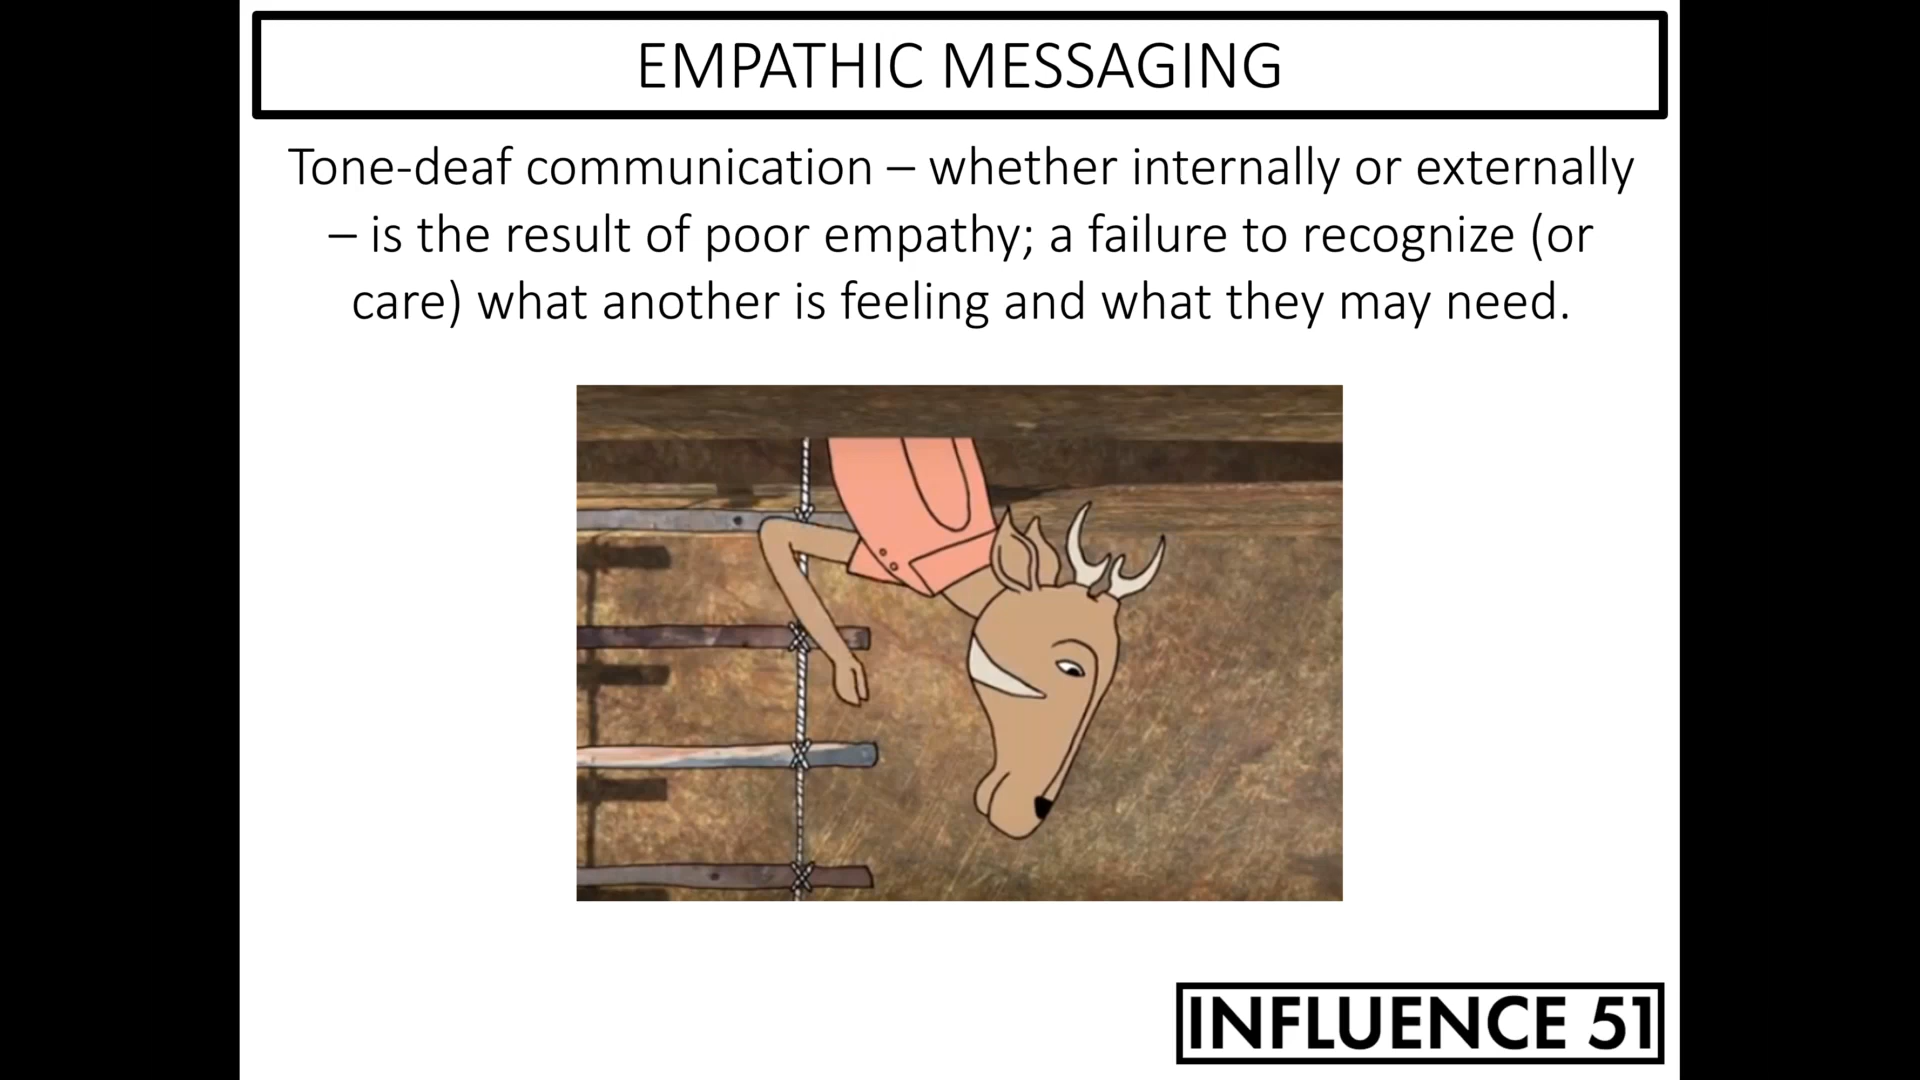 EMPATHIC MESSAGING
Tone-deaf communication – whether internally or externally
– is the result of poor empathy; a failure to recognize (or
care) what another is feeling and what they may need.
INFLUENCE 51